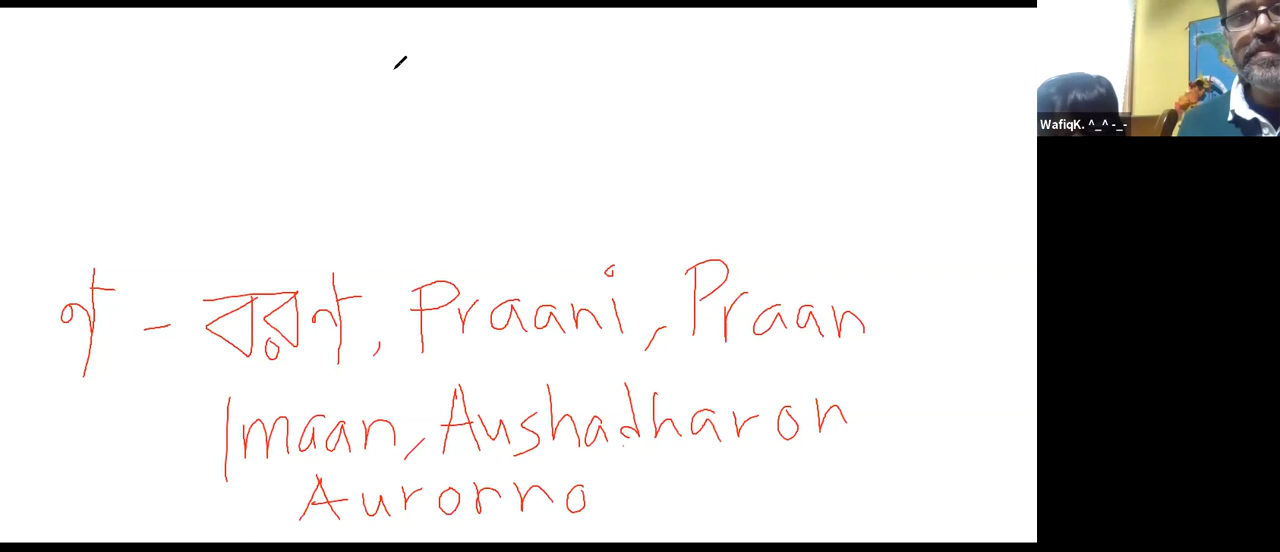 ণ - বরণ, Praani, Praan
Imaan, Aushadharon
Aurorno
WafiqK. ^_^ -_-